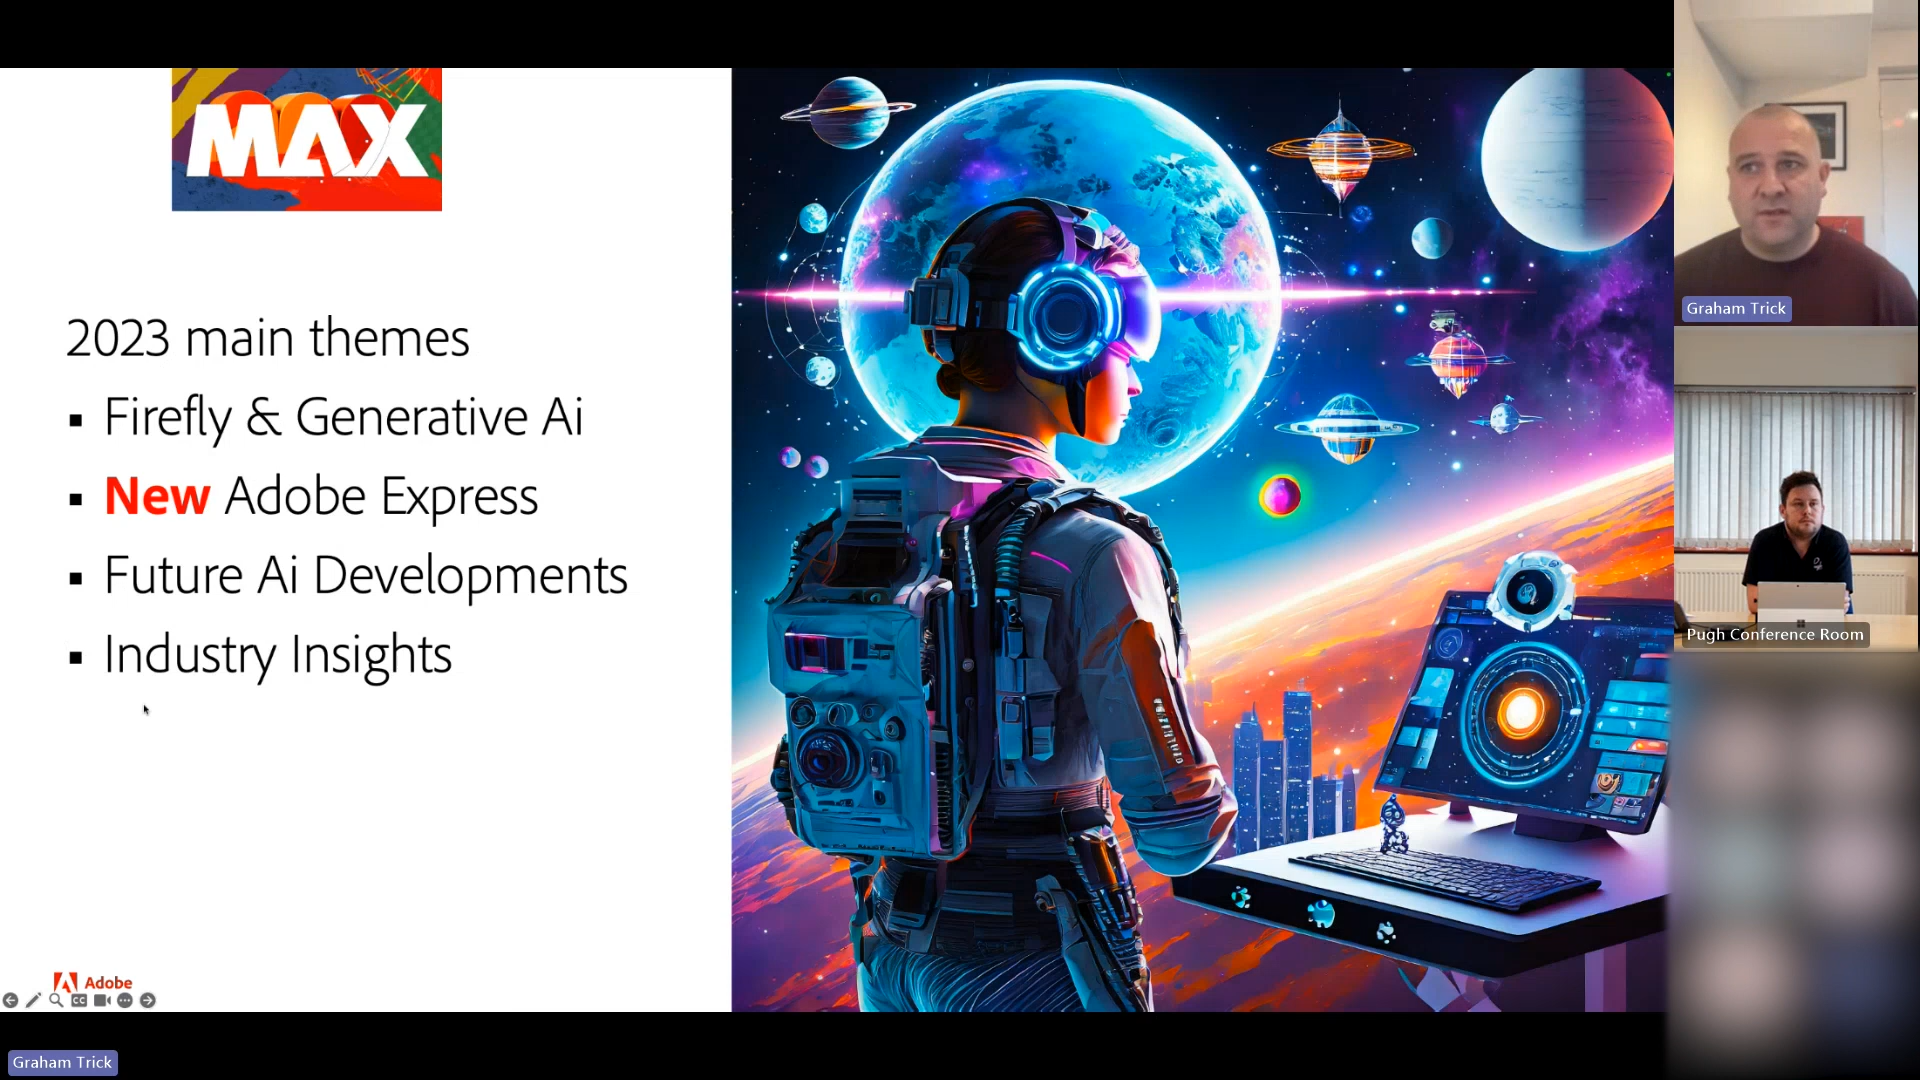 MAX
2023 main themes
▪ Firefly & Generative Ai
▪ New Adobe Express
▪ Future Ai Developments
▪ Industry Insights
Adobe
CC
Graham Trick
Graham Trick
Pugh Conference Room